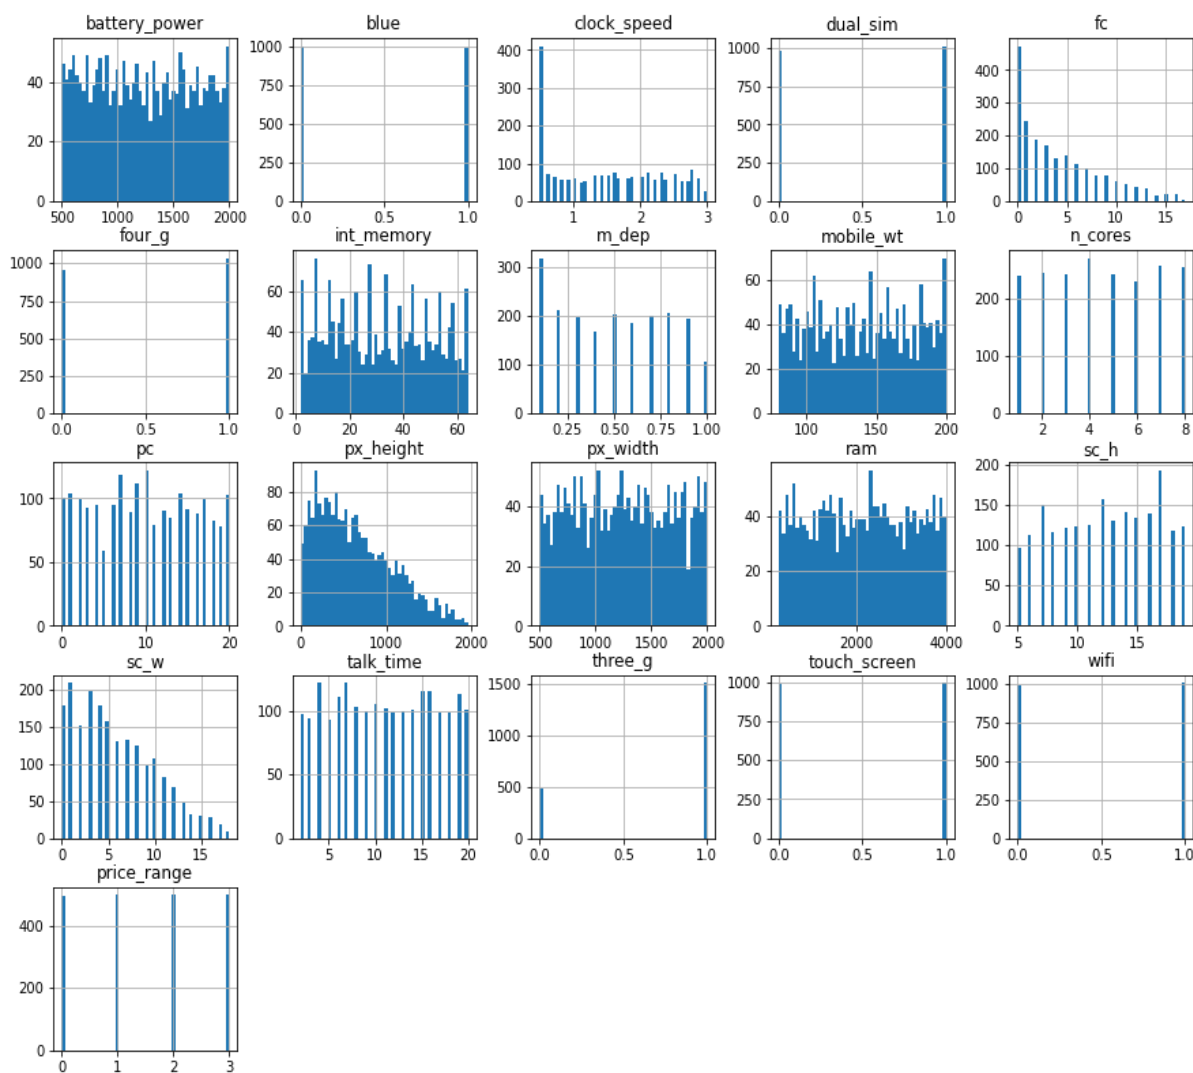 battery_power blue clock_speed dual_sim fc
40 20 0
1000 750 500 250 0
400 300 200 100 0
1000 750 500 250 0
400 300 200 100 0
500 1000 1500 2000
0.0 0.5 1.0
1 2 3
0.0 0.5 1.0
0 5 10 15
four_g int_memory m_dep mobile_wt n_cores
1000 750 500 250 0
60 40 20 0
300 200 100 0
60 40 20 0
200 100 0
0.0 0.5 1.0
0 20 40 60
0.25 0.50 0.75 1.00
100 150 200
2 4 6 8
pc px_height px_width ram sc_h
100 50 0
80 60 40 20 0
40 20 0
40 20 0
200 150 100 50 0
0 10 20
0 1000 2000
500 1000 1500 2000
2000 4000
5 10 15
sc_w talk_time three_g touch_screen wifi
200 150 100 50 0
100 50 0
1500 1000 500 0
1000 750 500 250 0
1000 750 500 250 0
0 5 10 15
5 10 15 20
0.0 0.5 1.0
0.0 0.5 1.0
0.0 0.5 1.0
price_range
400 200 0
0 1 2 3